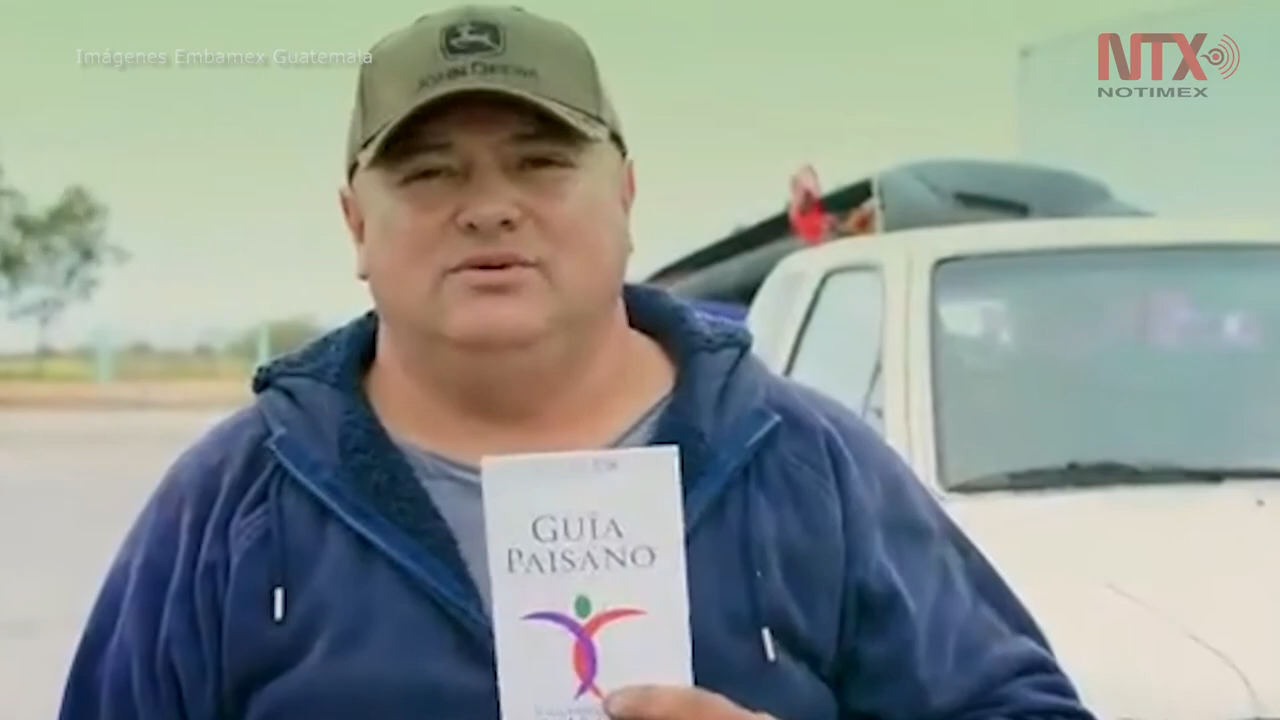 Imágenes Embamex Guatemala
NTX
NOTIMEX
JOHN DEERE
GUÍA
PAISANO